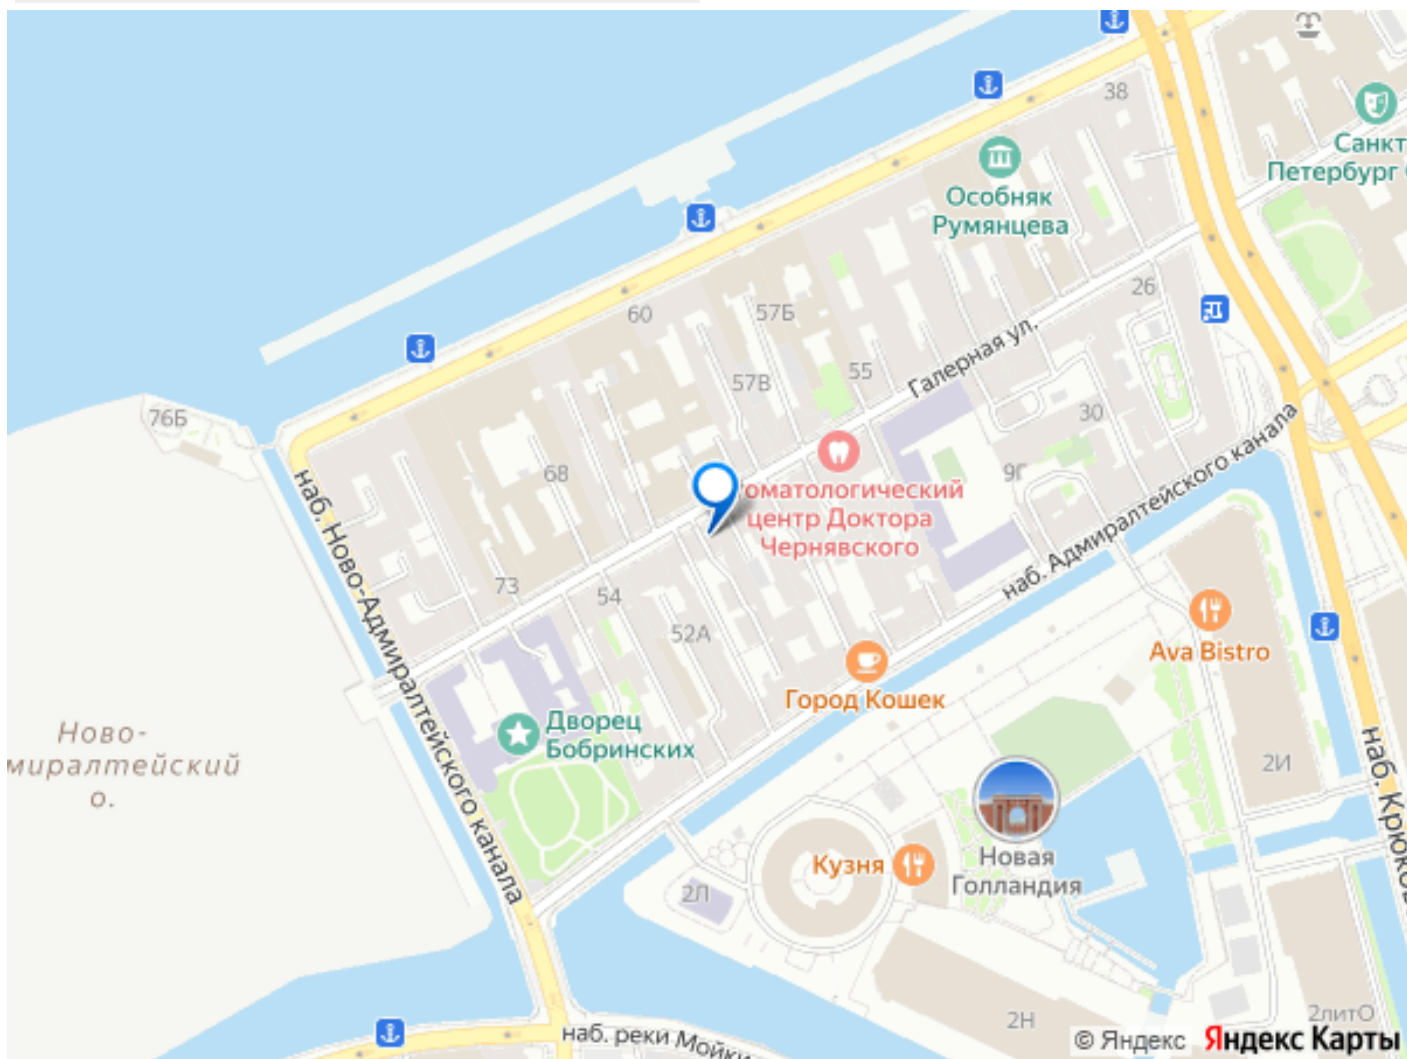 38
Санкт
Петербург
Особняк
Румянцева
26
57Б
60
Галерная ул.
55
57В
30
76Б
наб. Адмиралтейского канала
68
9Г
томатологический
центр Доктора
Чернявского
наб. Ново-Адмиралтейского канала
73
54
52А
Ava Bistro
Город Кошек
Дворец
Бобринских
Ново-
миралтейский
о.
2И
наб. Крюков
Новая
Голландия
Кузня
2Л
2Н
2литО
наб. реки Мойки
© Яндекс Яндекс Карты